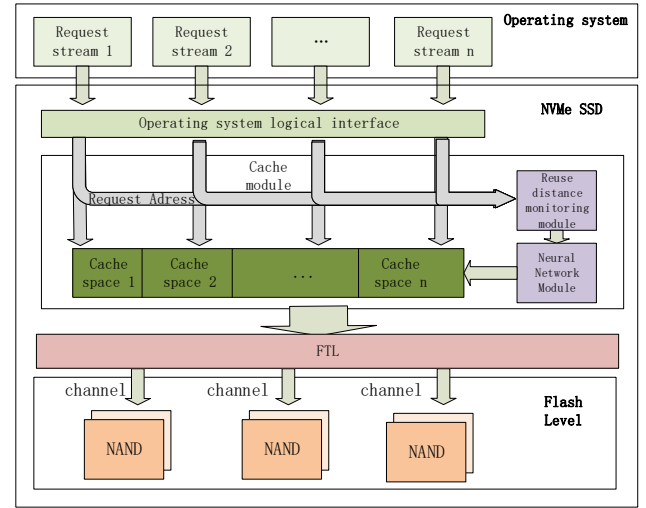 Operating system
Request
stream 1
Request
stream 2
...
Request
stream n
NVMe SSD
Operating system logical interface
Cache
module
Request Adress
Reuse
distance
monitoring
module
Cache
space 1
Cache
space 2
...
Cache
space n
Neural
Network
Module
FTL
channel
channel
channel
Flash
Level
NAND
NAND
NAND